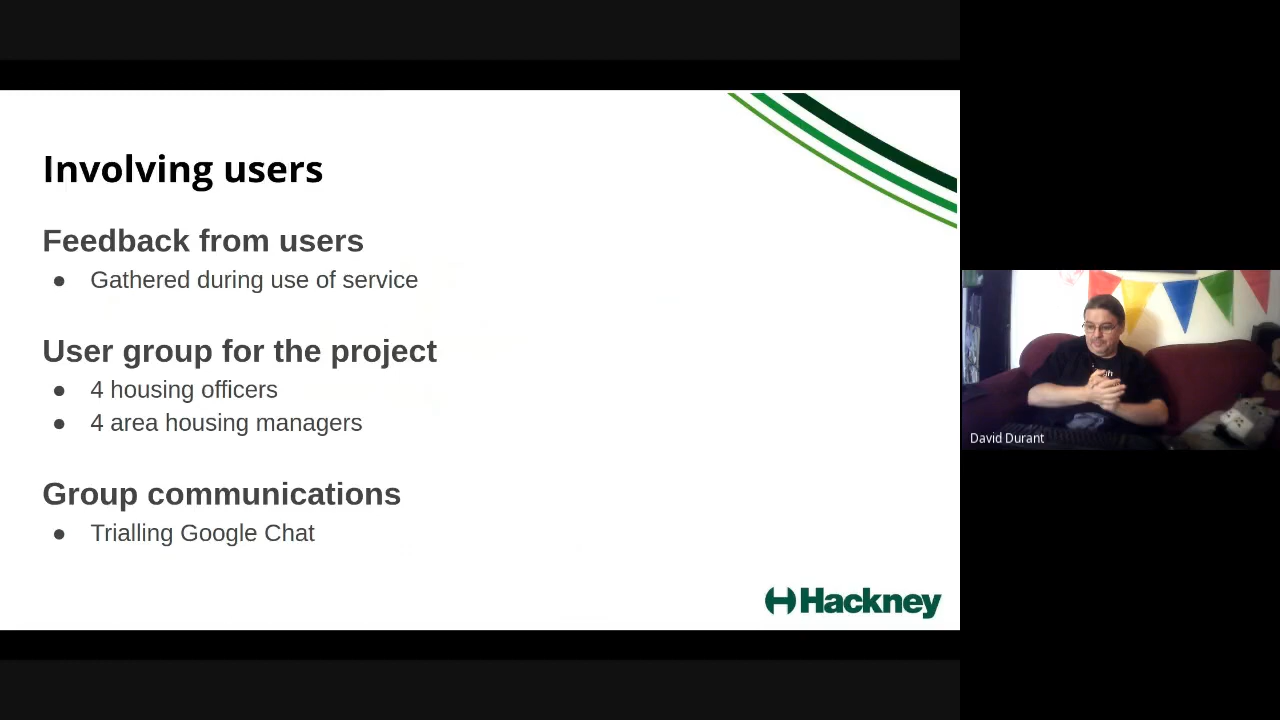 Involving users
Feedback from users
● Gathered during use of service
User group for the project
● 4 housing officers
● 4 area housing managers
Group communications
● Trialling Google Chat
Hackney
David Durant